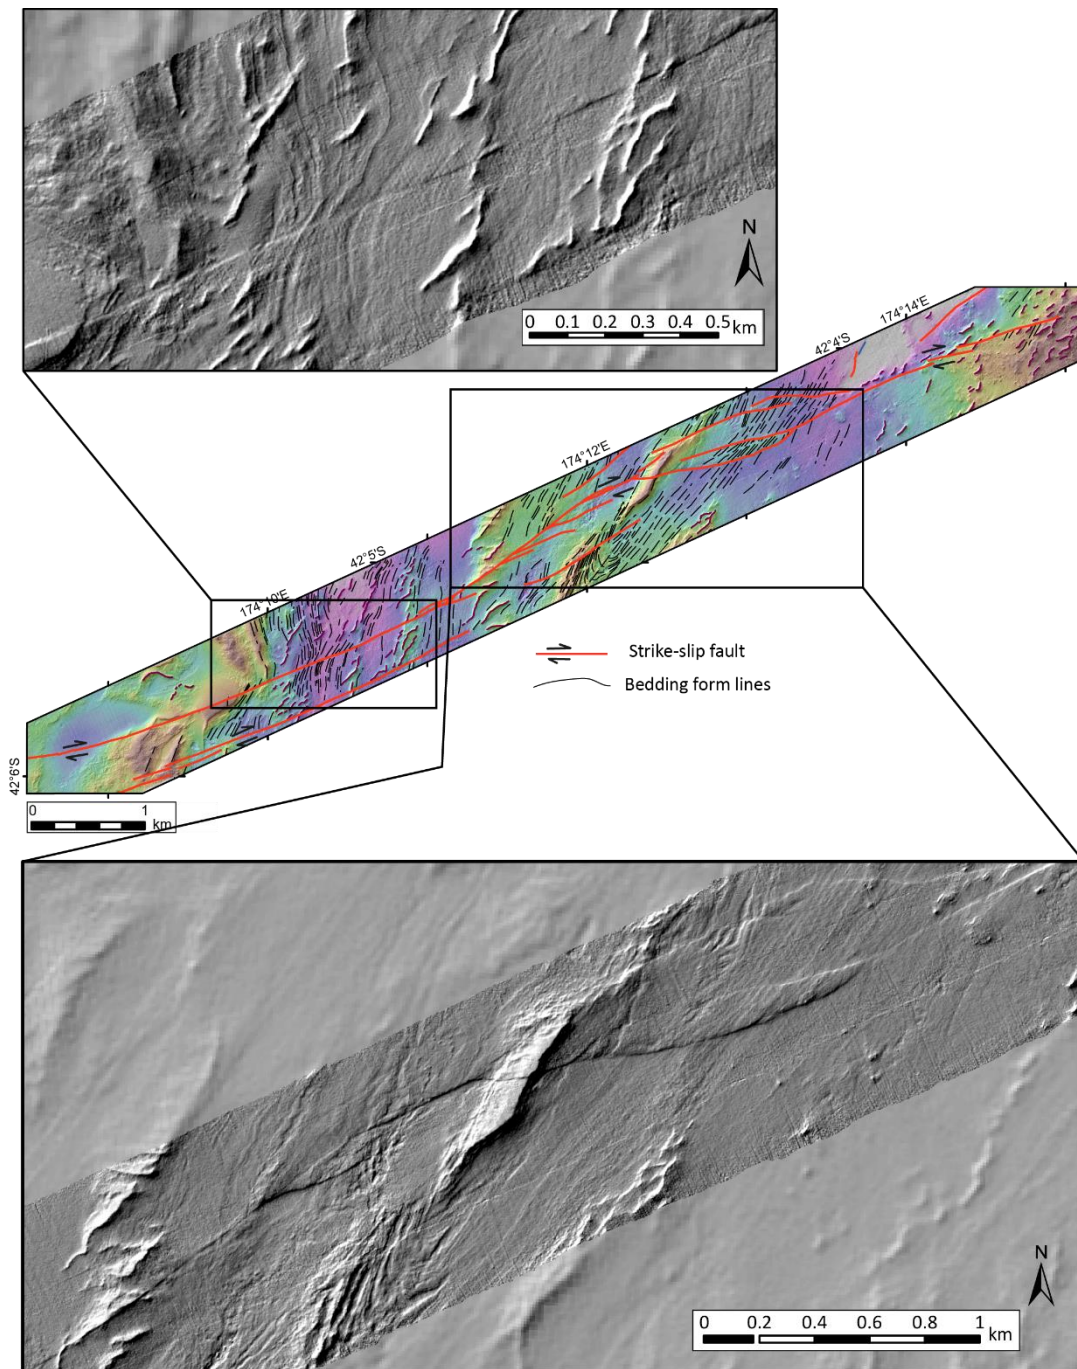 N
0 0.1 0.2 0.3 0.4 0.5
km
174°14'E
42°4'S
174°12'E
42°5'S
174°10'E
Strike-slip fault
Bedding form lines
42°6'S
0 1
km
N
0 0.2 0.4 0.6 0.8 1
km